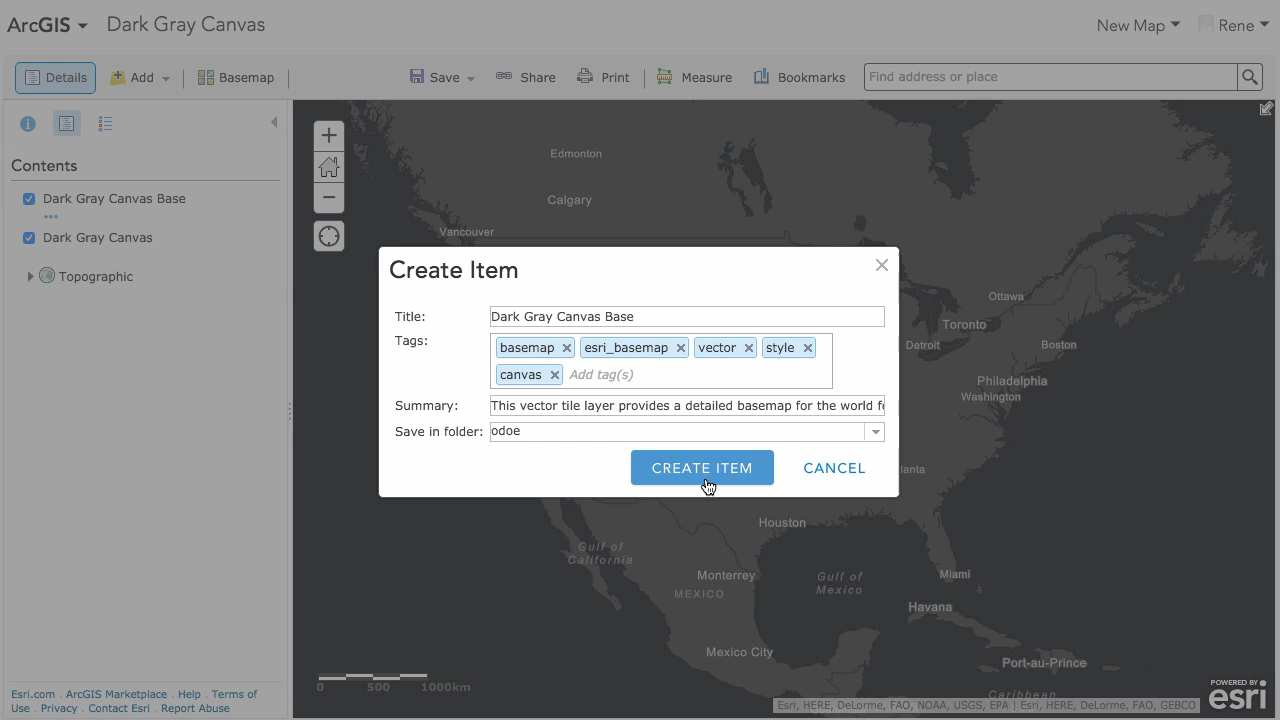 ArcGIS Dark Gray Canvas New Map Rene
Details Add Basemap Save Share Print Measure Bookmarks Find address or place
Contents
Dark Gray Canvas Base
Dark Gray Canvas
Topographic
Edmonton
Calgary
Vancouver
Create Item
Title: Dark Gray Canvas Base
Tags: basemap esri_basemap vector style
canvas Add tag(s)
Summary: This vector tile layer provides a detailed basemap for the world fe
Save in folder: odoe
CREATE ITEM CANCEL
Ottawa
Toronto
Detroit Boston
Philadelphia
Washington
lanta
Houston
Gulf of
California
Monterrey
MEXICO
Gulf of
Mexico
Miami
Havana
Mexico City
Port-au-Prince
Caribbean
0 500 1000km
Esri.com . ArcGIS Marketplace . Help . Terms of
Use . Privacy . Contact Esri . Report Abuse
Esri, HERE, DeLorme, FAO, NOAA, USGS, EPA | Esri, HERE, DeLorme, FAO, GEBCO
POWERED BY
esri